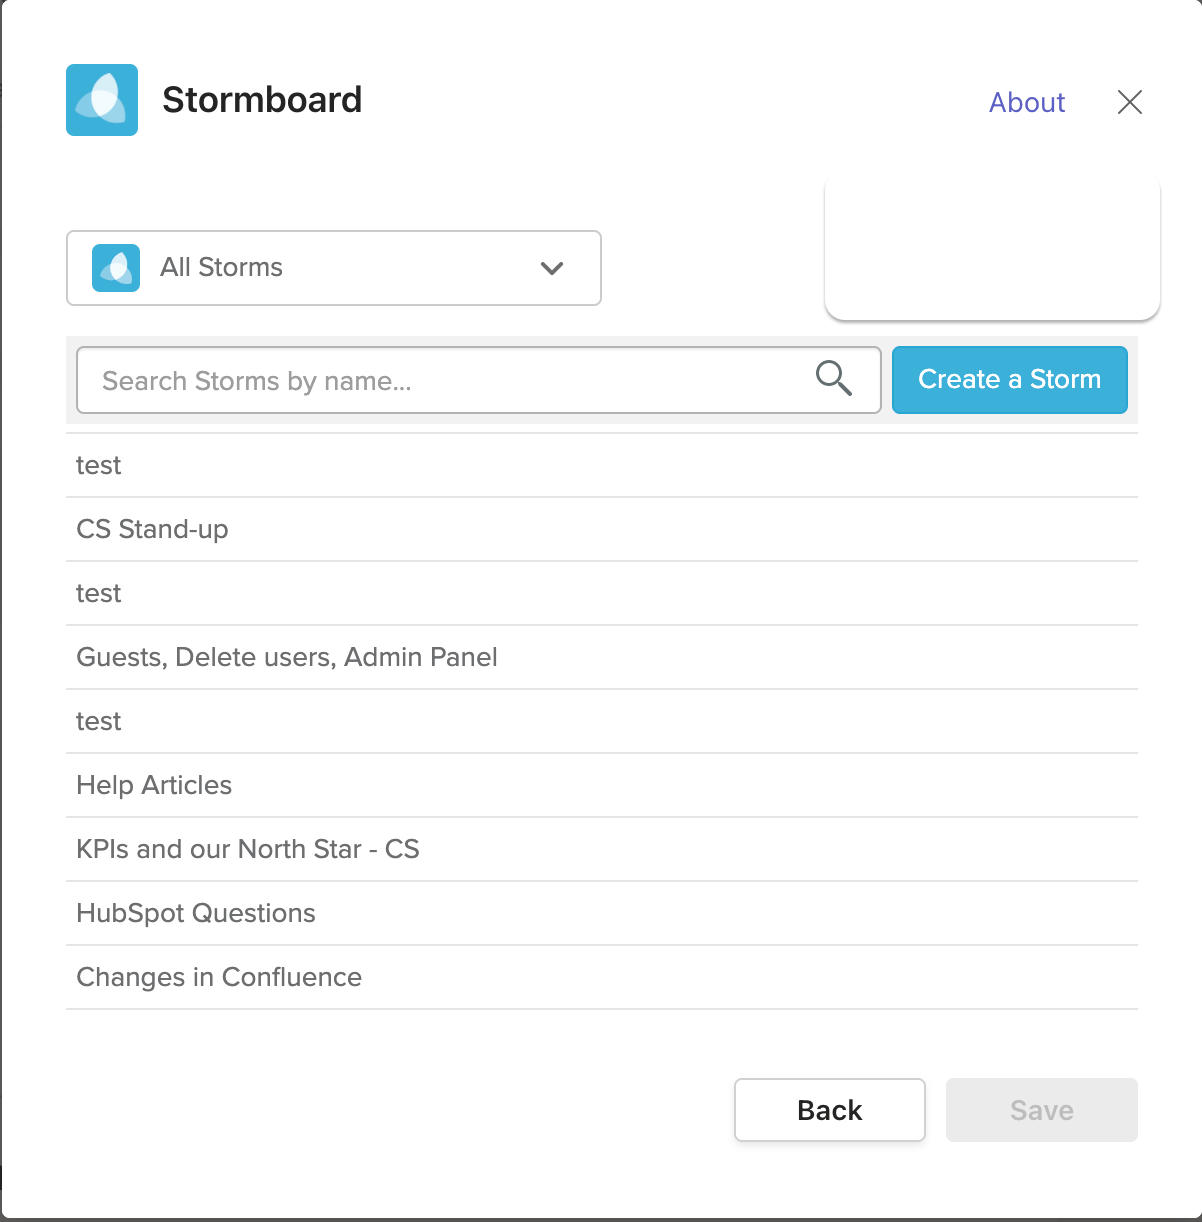 Stormboard
About
All Storms
Search Storms by name...
Create a Storm
test
CS Stand-up
test
Guests, Delete users, Admin Panel
test
Help Articles
KPIs and our North Star - CS
HubSpot Questions
Changes in Confluence
Back
Save